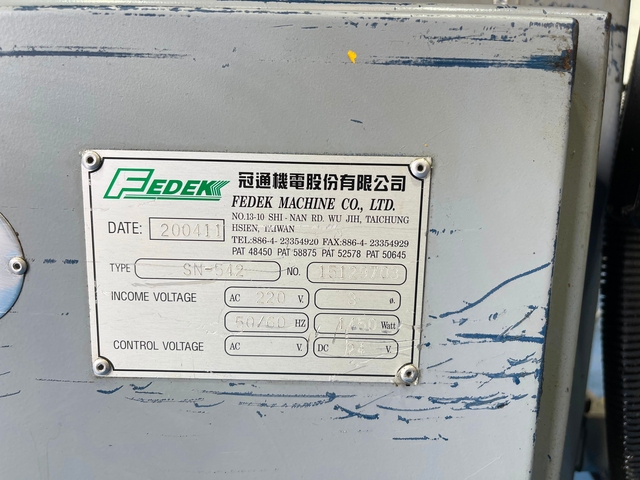 FEDEK 冠通機電股份有限公司
FEDEK MACHINE CO., LTD.
NO.13-10 SHI-NAN RD. WU JIH, TAICHUNG
HSIEN, TAIWAN
TEL:886-4-23354920 FAX:886-4-23354929
PAT 48450 PAT 58875 PAT 52578 PAT 50645
DATE: 200411
TYPE SN-542 NO.
INCOME VOLTAGE AC 220 V. ø.
50/60 HZ Watt
CONTROL VOLTAGE AC V. DC V.